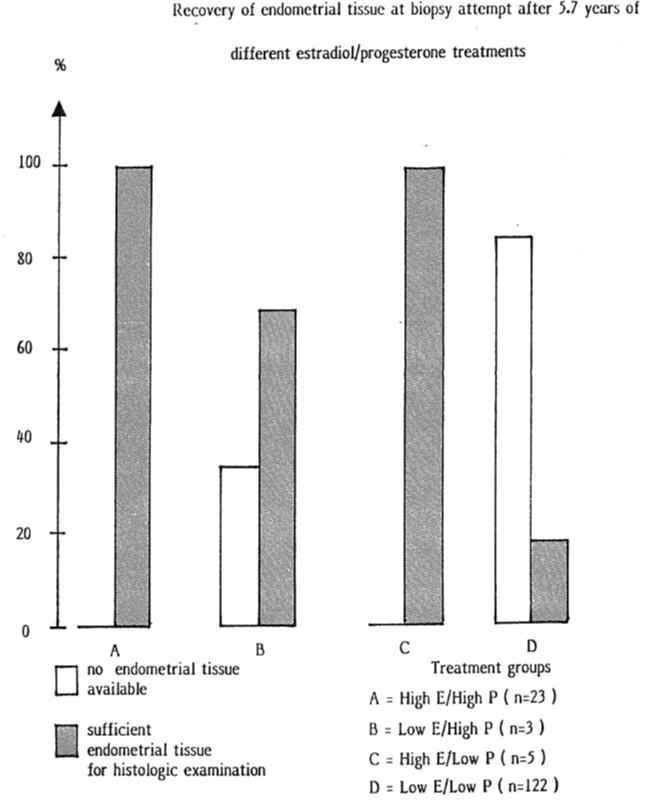 Recovery of endometrial tissue at biopsy attempt after 5.7 years of
different estradiol/progesterone treatments
%
100
80
60
40
20
0
A B C D
no endometrial tissue
available
sufficient
endometrial tissue
for histologic examination
Treatment groups
A = High E/High P ( n=23 )
B = Low E/High P ( n=3 )
C = High E/Low P ( n=5 )
D = Low E/Low P ( n=122 )